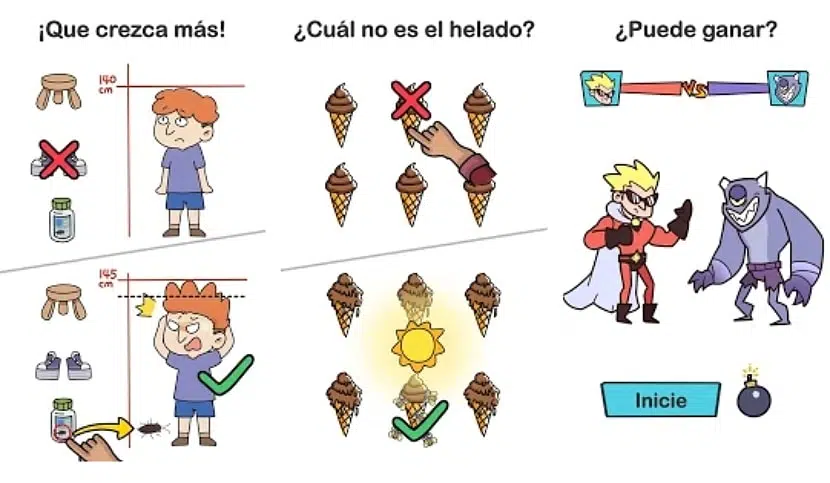 ¡Que crezca más!
140
cm
145
cm
¿Cuál no es el helado?
¿Puede ganar?
VS
Inicie